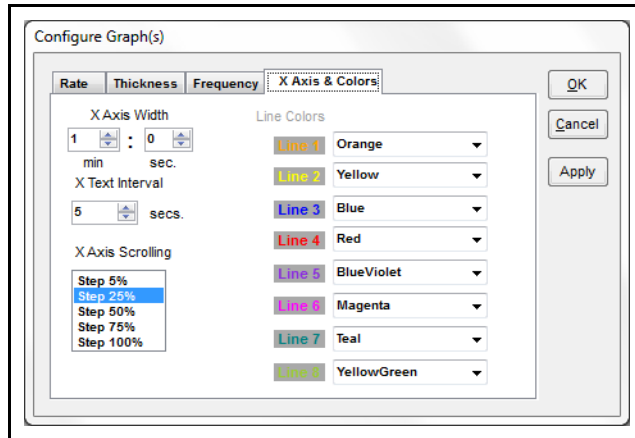 Configure Graph(s)
Rate Thickness Frequency X Axis & Colors
OK
Cancel
Apply
X Axis Width
1 : 0
min sec.
X Text Interval
5 secs.
X Axis Scrolling
Step 5%
Step 25%
Step 50%
Step 75%
Step 100%
Line Colors
Line 1 Orange
Line 2 Yellow
Line 3 Blue
Line 4 Red
Line 5 BlueViolet
Line 6 Magenta
Line 7 Teal
Line 8 YellowGreen